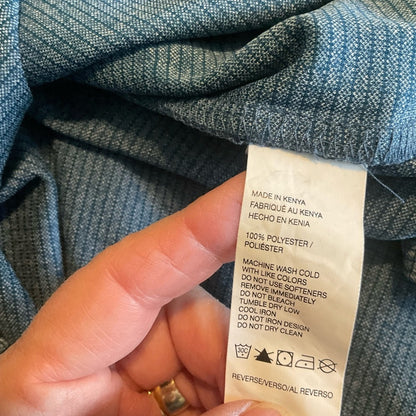 MADE IN KENYA
FABRIQUÉ AU KENYA
HECHO EN KENIA
100% POLYESTER /
POLIÉSTER
MACHINE WASH COLD
WITH LIKE COLORS
DO NOT USE SOFTENERS
REMOVE IMMEDIATELY
DO NOT BLEACH
TUMBLE DRY LOW
COOL IRON
DO NOT IRON DESIGN
DO NOT DRY CLEAN
30C
REVERSE/VERSO/AL REVERSO